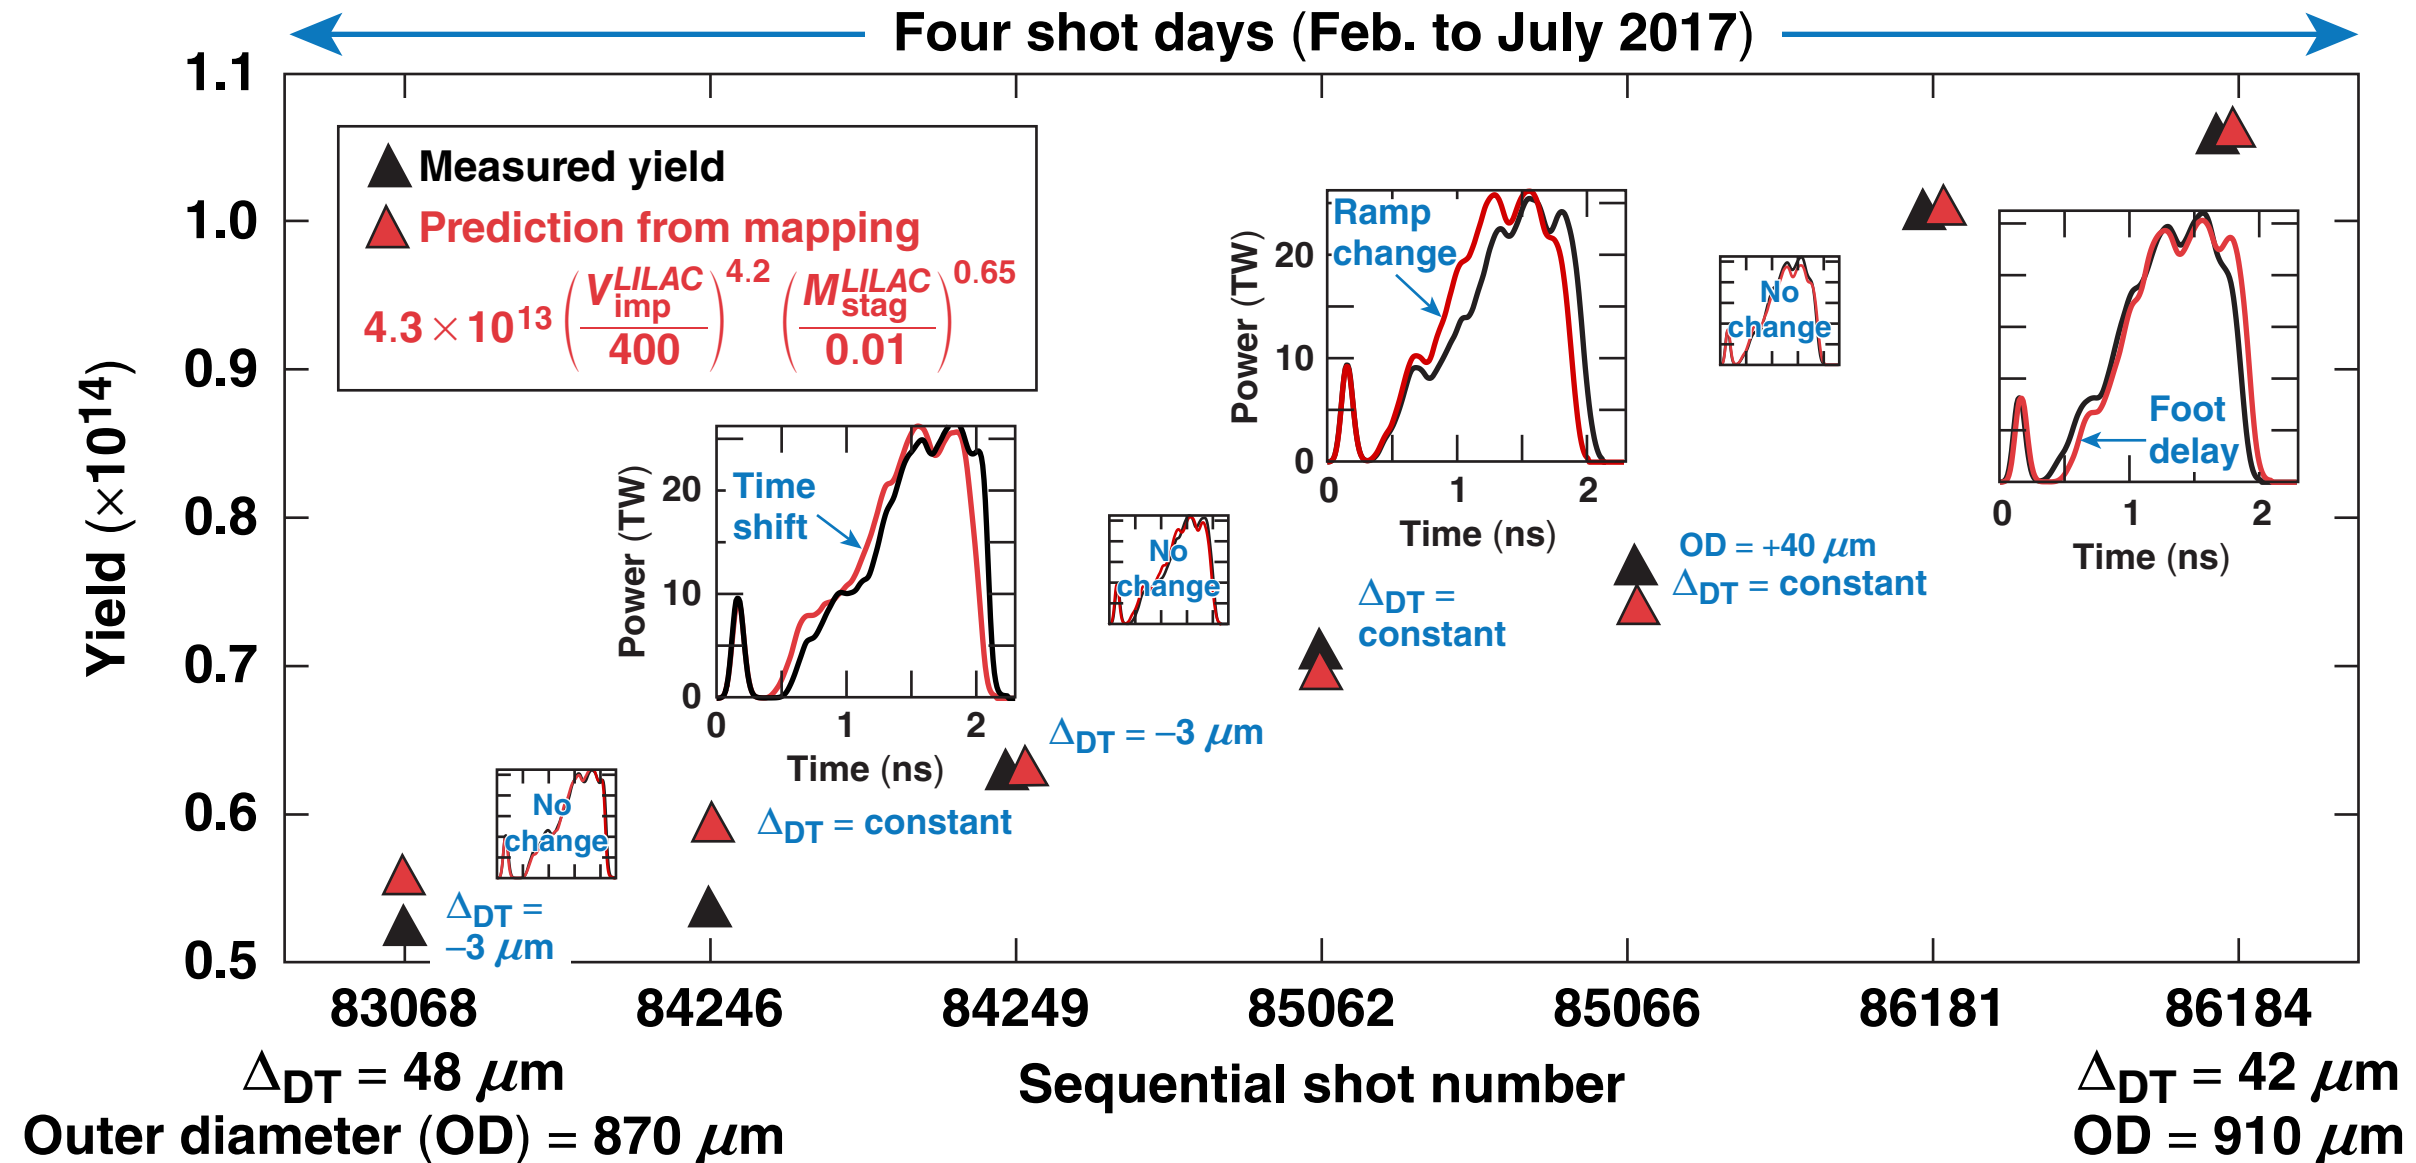 Four shot days (Feb. to July 2017)
1.1
1.0
0.9
0.8
0.7
0.6
0.5
Yield (×10^14)
Measured yield
Prediction from mapping
4.3 × 10^13 (V_imp^LILAC / 400)^4.2 (M_stag^LILAC / 0.01)^0.65
Δ_DT =
–3 μm
No
change
Δ_DT = constant
Power (TW)
20
10
0
Time
shift
0 1 2
Time (ns)
Δ_DT = –3 μm
No
change
Δ_DT =
constant
Power (TW)
20
10
0
Ramp
change
0 1 2
Time (ns)
OD = +40 μm
Δ_DT = constant
No
change
Foot
delay
0 1 2
Time (ns)
83068 84246 84249 85062 85066 86181 86184
Δ_DT = 48 μm
Outer diameter (OD) = 870 μm
Sequential shot number
Δ_DT = 42 μm
OD = 910 μm